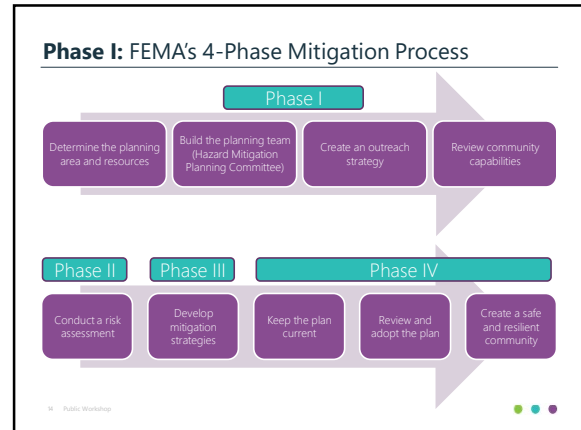 Phase I: FEMA's 4-Phase Mitigation Process
Phase I
Determine the planning
area and resources
Build the planning team
(Hazard Mitigation
Planning Committee)
Create an outreach
strategy
Review community
capabilities
Phase II
Phase III
Phase IV
Conduct a risk
assessment
Develop
mitigation
strategies
Keep the plan
current
Review and
adopt the plan
Create a safe
and resilient
community
14 Public Workshop